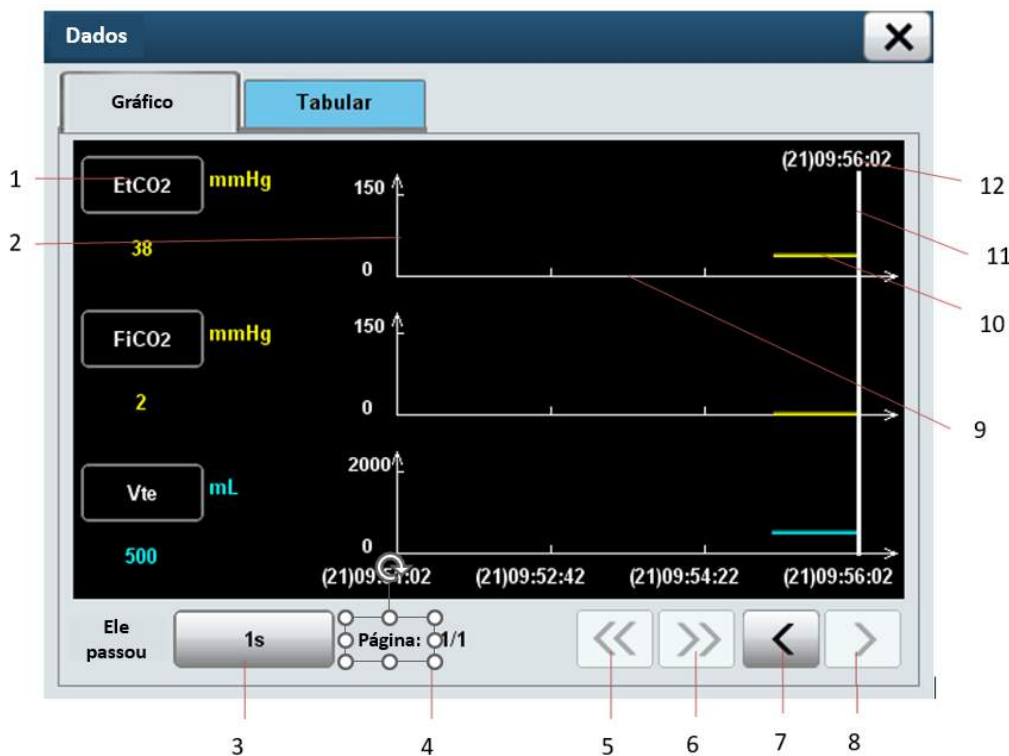 Dados
Gráfico
Tabular
(21)09:56:02
1
EtCO2
mmHg
150
12
2
38
0
11
10
FiCO2
mmHg
150
2
0
9
Vte
mL
2000
500
0
(21)09:52:42
(21)09:54:22
(21)09:56:02
Ele
passou
1s
Página:
1/1
3
4
5
6
7
8